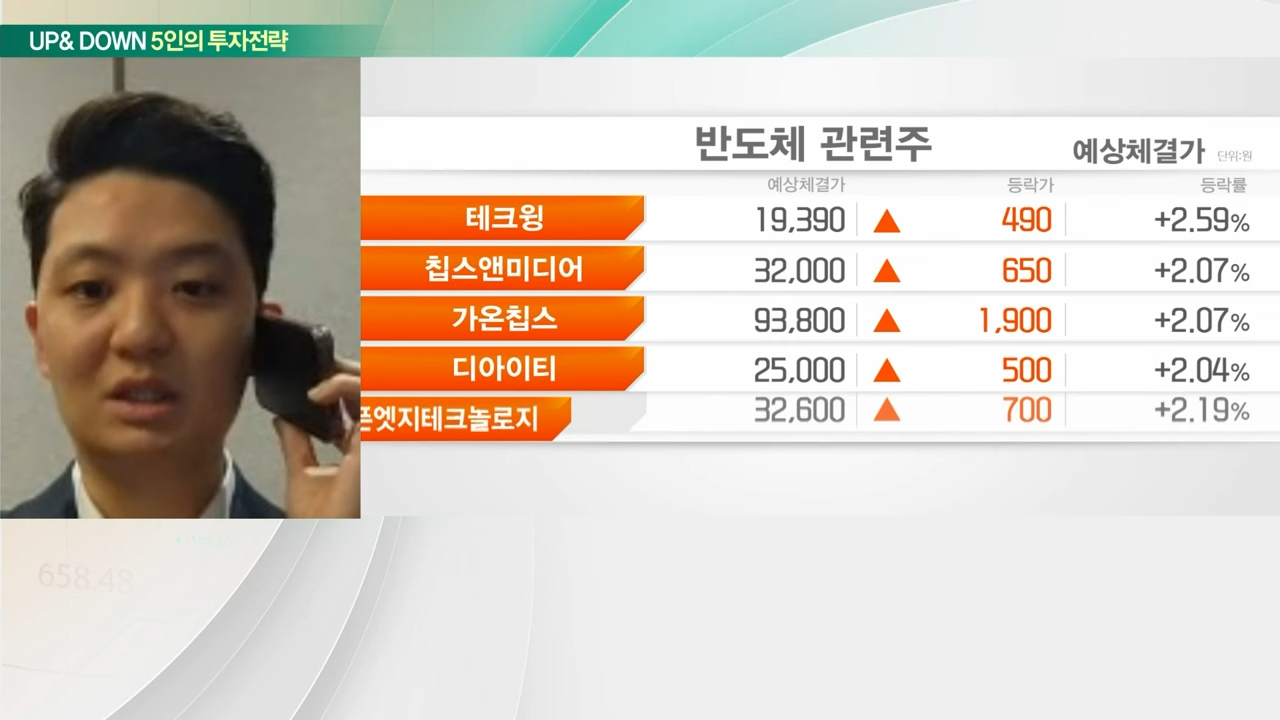 UP& DOWN 5인의 투자전략
반도체 관련주 예상체결가 단위:원
예상체결가 등락가 등락률
테크윙 19,390 ▲ 490 +2.59%
칩스앤미디어 32,000 ▲ 650 +2.07%
가온칩스 93,800 ▲ 1,900 +2.07%
디아이티 25,000 ▲ 500 +2.04%
픈엣지테크놀로지 32,600 ▲ 700 +2.19%
658.48